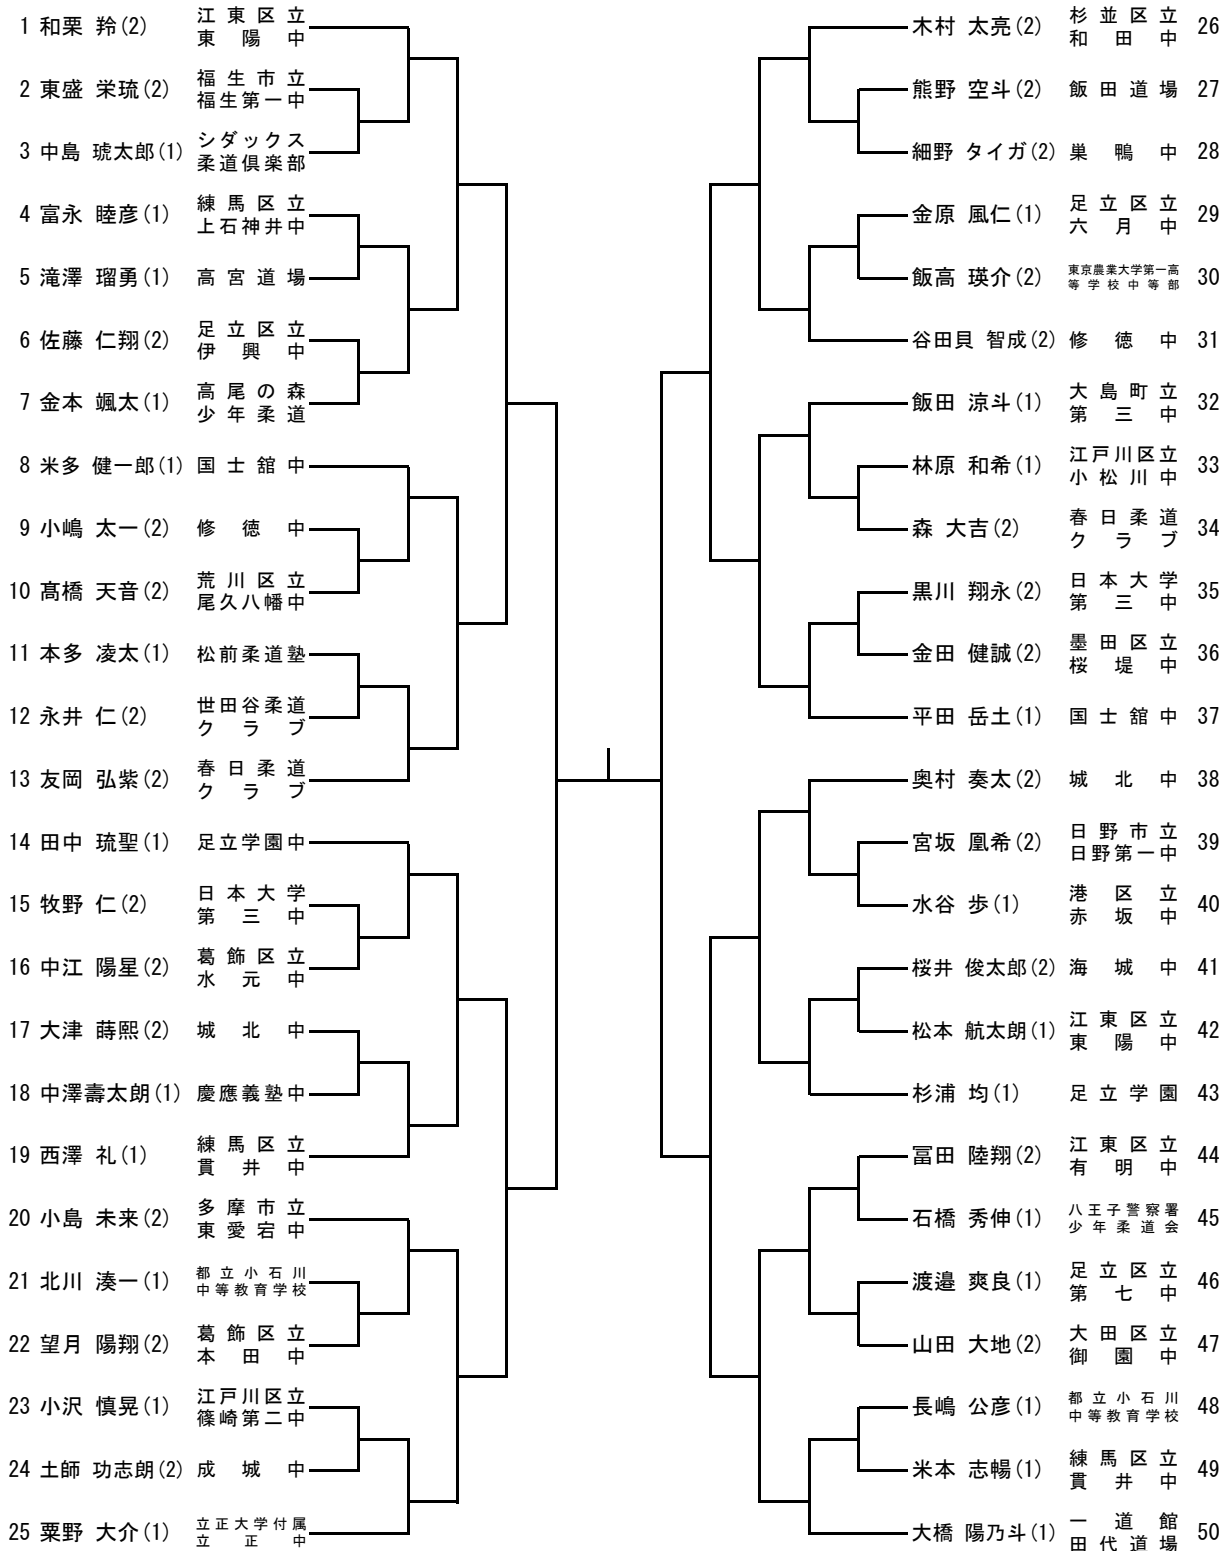 1 和栗 羚(2) 江東区立
東陽中
2 東盛 栄琉(2) 福生市立
福生第一中
3 中島 琥太郎(1) シダックス
柔道倶楽部
4 富永 睦彦(1) 練馬区立
上石神井中
5 滝澤 瑠勇(1) 高宮道場
6 佐藤 仁翔(2) 足立区立
伊興中
7 金本 颯太(1) 高尾の森
少年柔道
8 米多 健一郎(1) 国士舘中
9 小嶋 太一(2) 修徳中
10 髙橋 天音(2) 荒川区立
尾久八幡中
11 本多 凌太(1) 松前柔道塾
12 永井 仁(2) 世田谷柔道
クラブ
13 友岡 弘紫(2) 春日柔道
クラブ
14 田中 琉聖(1) 足立学園中
15 牧野 仁(2) 日本大学
第三中
16 中江 陽星(2) 葛飾区立
水元中
17 大津 蒔熙(2) 城北中
18 中澤壽太朗(1) 慶應義塾中
19 西澤 礼(1) 練馬区立
貫井中
20 小島 未来(2) 多摩市立
東愛宕中
21 北川 湊一(1) 都立小石川
中等教育学校
22 望月 陽翔(2) 葛飾区立
本田中
23 小沢 慎晃(1) 江戸川区立
篠崎第二中
24 土師 功志朗(2) 成城中
25 粟野 大介(1) 立正大学付属
立正中
木村 太亮(2) 杉並区立
和田中 26
熊野 空斗(2) 飯田道場 27
細野 タイガ(2) 巣鴨中 28
金原 風仁(1) 足立区立
六月中 29
飯高 瑛介(2) 東京農業大学第一高
等学校中等部 30
谷田貝 智成(2) 修徳中 31
飯田 涼斗(1) 大島町立
第三中 32
林原 和希(1) 江戸川区立
小松川中 33
森 大吉(2) 春日柔道
クラブ 34
黒川 翔永(2) 日本大学
第三中 35
金田 健誠(2) 墨田区立
桜堤中 36
平田 岳土(1) 国士舘中 37
奥村 奏太(2) 城北中 38
宮坂 凰希(2) 日野市立
日野第一中 39
水谷 歩(1) 港区立
赤坂中 40
桜井 俊太郎(2) 海城中 41
松本 航太朗(1) 江東区立
東陽中 42
杉浦 均(1) 足立学園 43
冨田 陸翔(2) 江東区立
有明中 44
石橋 秀伸(1) 八王子警察署
少年柔道会 45
渡邉 爽良(1) 足立区立
第七中 46
山田 大地(2) 大田区立
御園中 47
長嶋 公彦(1) 都立小石川
中等教育学校 48
米本 志暢(1) 練馬区立
貫井中 49
大橋 陽乃斗(1) 一道館
田代道場 50